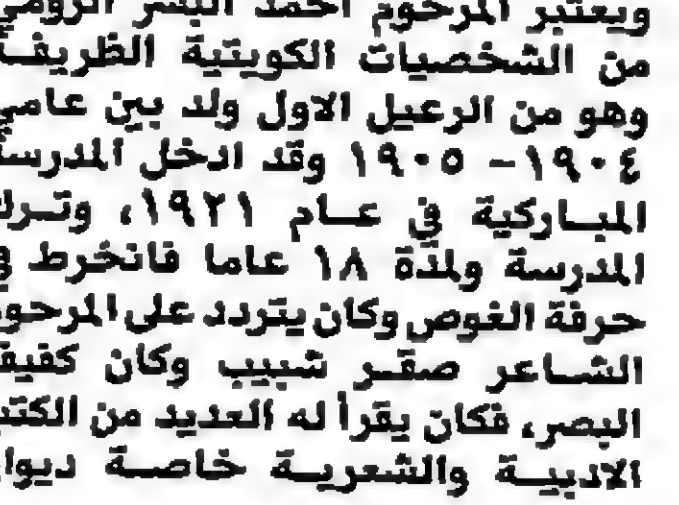 ويعتبر المرحوم احمد البشر الرومي
من الشخصيات الكويتية الظريفة
وهو من الرعيل الاول ولد بين عامي
١٩٠٤- ١٩٠٥ وقد ادخل المدرسة
المباركية في عام ١٩٢١، وترك
المدرسة ولمدة ١٨ عاما فانخرط في
حرفة الغوص وكان يتردد على المرحوم
الشاعر صقر شبيب وكان كفيف
البصر، فكان يقرأ له العديد من الكتب
الادبية والشعرية خاصة ديوا